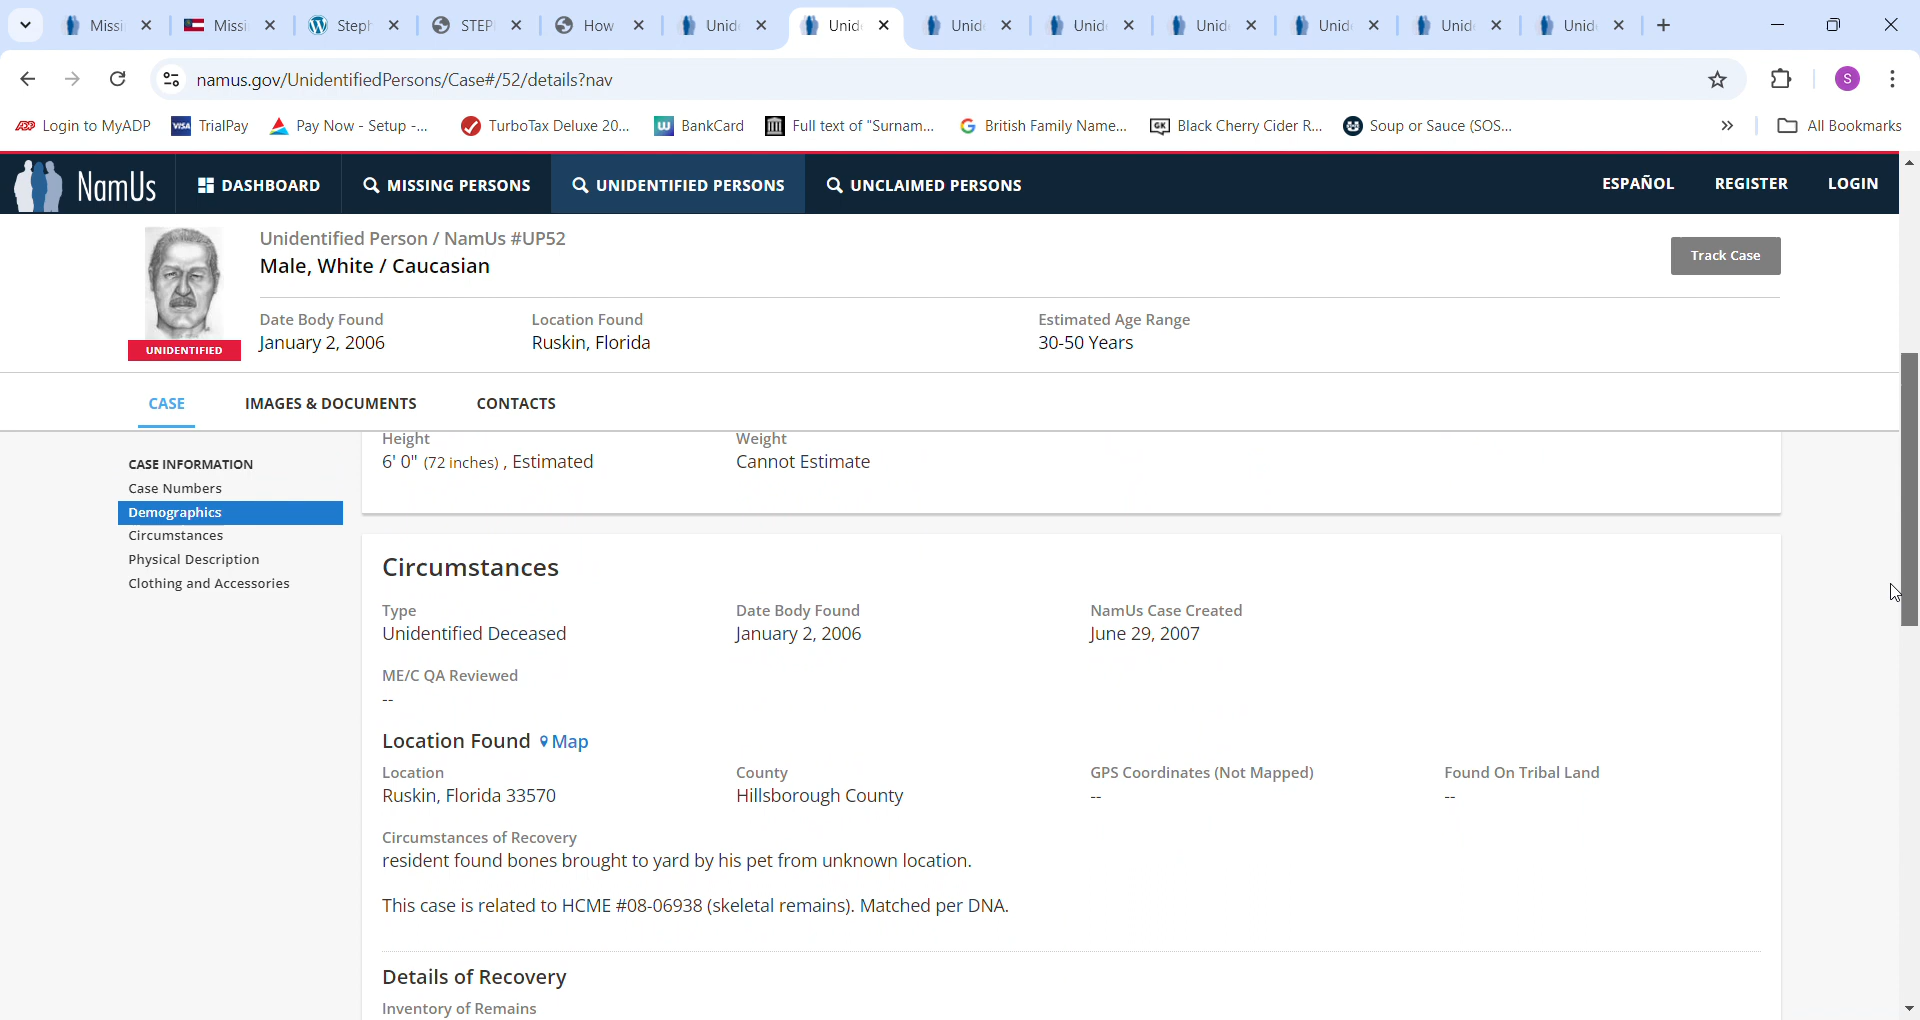 Missi
Missi
Steph
STEP
How
Unid
Unid
Unid
Unid
Unid
Unid
Unid
Unid
namus.gov/UnidentifiedPersons/Case#/52/details?nav
S
Login to MyADP
VISA TrialPay
Pay Now - Setup -...
TurboTax Deluxe 20...
W BankCard
Full text of "Surnam...
G British Family Name...
GK Black Cherry Cider R...
Soup or Sauce (SOS...
All Bookmarks
NamUs
DASHBOARD
MISSING PERSONS
UNIDENTIFIED PERSONS
UNCLAIMED PERSONS
ESPAÑOL
REGISTER
LOGIN
Unidentified Person / NamUs #UP52
Male, White / Caucasian
Track Case
UNIDENTIFIED
Date Body Found
January 2, 2006
Location Found
Ruskin, Florida
Estimated Age Range
30-50 Years
CASE
IMAGES & DOCUMENTS
CONTACTS
CASE INFORMATION
Case Numbers
Demographics
Circumstances
Physical Description
Clothing and Accessories
Height
6' 0" (72 inches) , Estimated
Weight
Cannot Estimate
Circumstances
Type
Unidentified Deceased
Date Body Found
January 2, 2006
NamUs Case Created
June 29, 2007
ME/C QA Reviewed
--
Location Found Map
Location
Ruskin, Florida 33570
County
Hillsborough County
GPS Coordinates (Not Mapped)
--
Found On Tribal Land
--
Circumstances of Recovery
resident found bones brought to yard by his pet from unknown location.
This case is related to HCME #08-06938 (skeletal remains). Matched per DNA.
Details of Recovery
Inventory of Remains